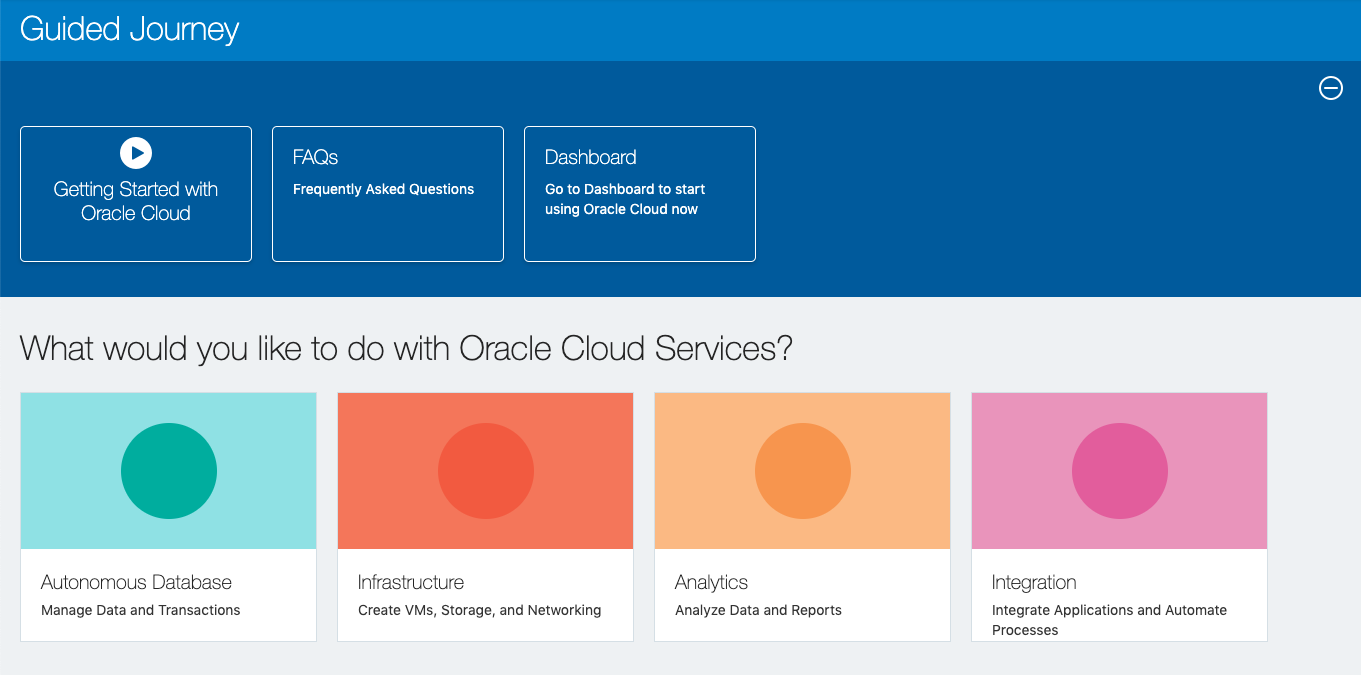 Guided Journey
Getting Started with
Oracle Cloud
FAQs
Frequently Asked Questions
Dashboard
Go to Dashboard to start
using Oracle Cloud now
What would you like to do with Oracle Cloud Services?
Autonomous Database
Manage Data and Transactions
Infrastructure
Create VMs, Storage, and Networking
Analytics
Analyze Data and Reports
Integration
Integrate Applications and Automate
Processes